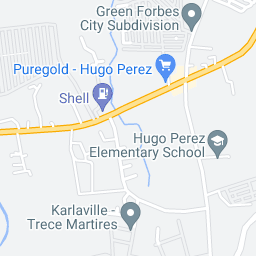 Green Forbes
City Subdivision
Puregold - Hugo Perez
Shell
Hugo Perez
Elementary School
Karlaville -
Trece Martires